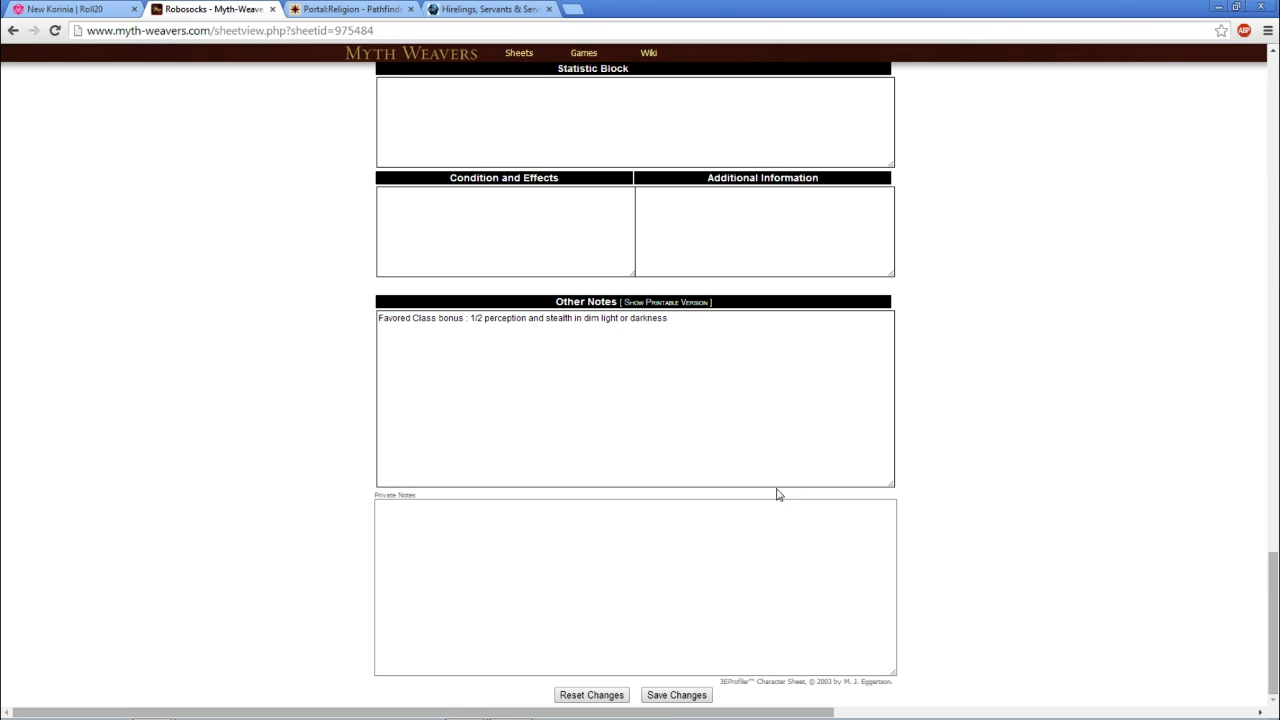 New Korinia | Roll20
Robosocks - Myth-Weave
Portal:Religion - Pathfinde
Hirelings, Servants & Serv
www.myth-weavers.com/sheetview.php?sheetid=975484
ABP
MYTH WEAVERS
Sheets
Games
Wiki
Statistic Block
Condition and Effects
Additional Information
Other Notes [ SHOW PRINTABLE VERSION ]
Favored Class bonus : 1/2 perception and stealth in dim light or darkness
Private Notes
3EProfiler™ Character Sheet, © 2003 by M. J. Eggertson.
Reset Changes
Save Changes